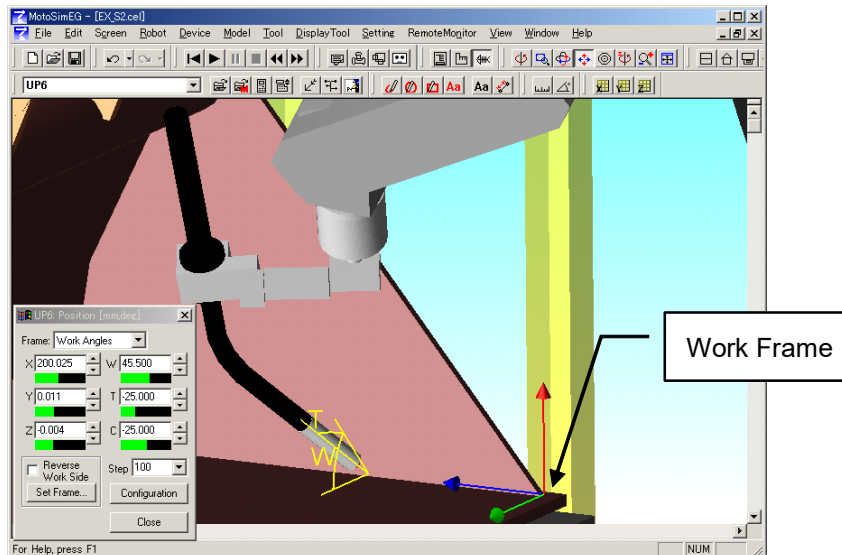 MotoSimEG - [EX_S2.cel]
File Edit Screen Robot Device Model Tool DisplayTool Setting RemoteMonitor View Window Help
Aa Aa
UP6
UP6: Position [mm,deg]
Frame: Work Angles
X 200.025 W 45.500
Y 0.011 T -25.000
Z -0.004 C -25.000
Reverse Work Side Step 100
Set Frame... Configuration
Close
T
W
Work Frame
For Help, press F1 NUM